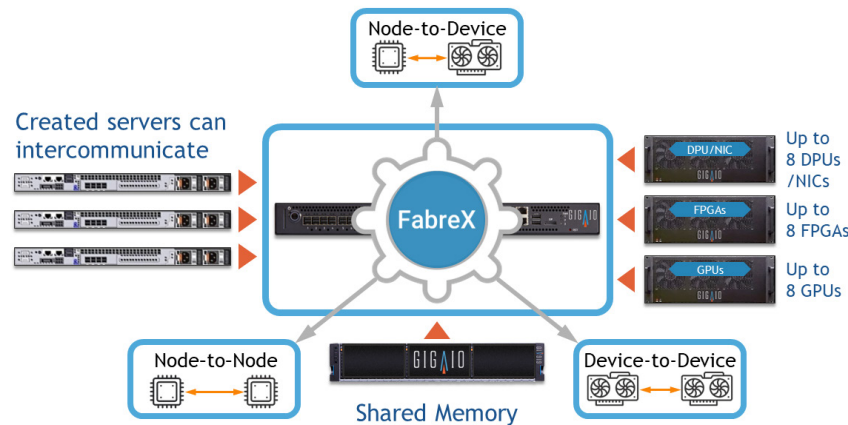 Node-to-Device
Created servers can
intercommunicate
FabreX
GIGAIO
DPU/NIC
GIGAIO
Up to
8 DPUs
/NICs
FPGAs
GIGAIO
Up to
8 FPGAs
GPUs
GIGAIO
Up to
8 GPUs
Node-to-Node
GIGAIO
Shared Memory
Device-to-Device